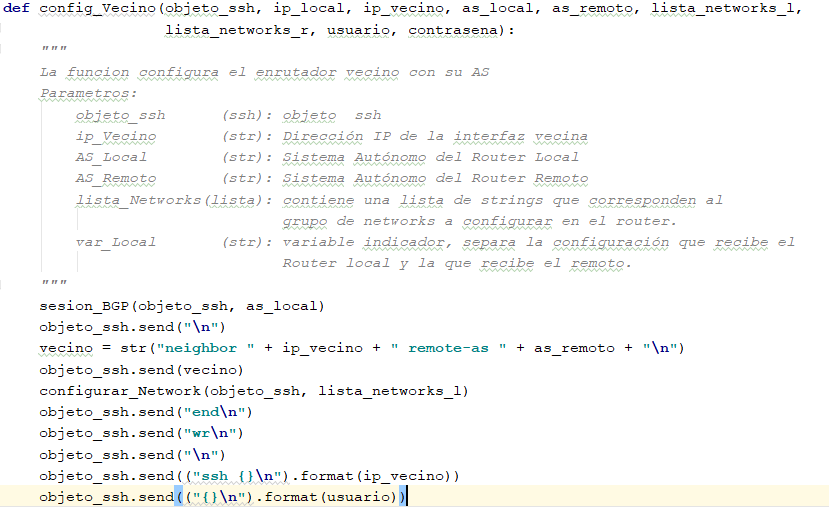 def config_Vecino(objeto_ssh, ip_local, ip_vecino, as_local, as_remoto, lista_networks_l,
                  lista_networks_r, usuario, contrasena):
    """
    La funcion configura el enrutador vecino con su AS
    Parametros:
        objeto_ssh      (ssh): objeto  ssh
        ip_Vecino       (str): Dirección IP de la interfaz vecina
        AS_Local        (str): Sistema Autónomo del Router Local
        AS_Remoto       (str): Sistema Autónomo del Router Remoto
        lista_Networks(lista): contiene una lista de strings que corresponden al
                               grupo de networks a configurar en el router.
        var_Local       (str): variable indicador, separa la configuración que recibe el
                               Router local y la que recibe el remoto.
    """
    sesion_BGP(objeto_ssh, as_local)
    objeto_ssh.send("\n")
    vecino = str("neighbor " + ip_vecino + " remote-as " + as_remoto + "\n")
    objeto_ssh.send(vecino)
    configurar_Network(objeto_ssh, lista_networks_l)
    objeto_ssh.send("end\n")
    objeto_ssh.send("wr\n")
    objeto_ssh.send("\n")
    objeto_ssh.send(("ssh {}\n").format(ip_vecino))
    objeto_ssh.send(("{}\n").format(usuario))